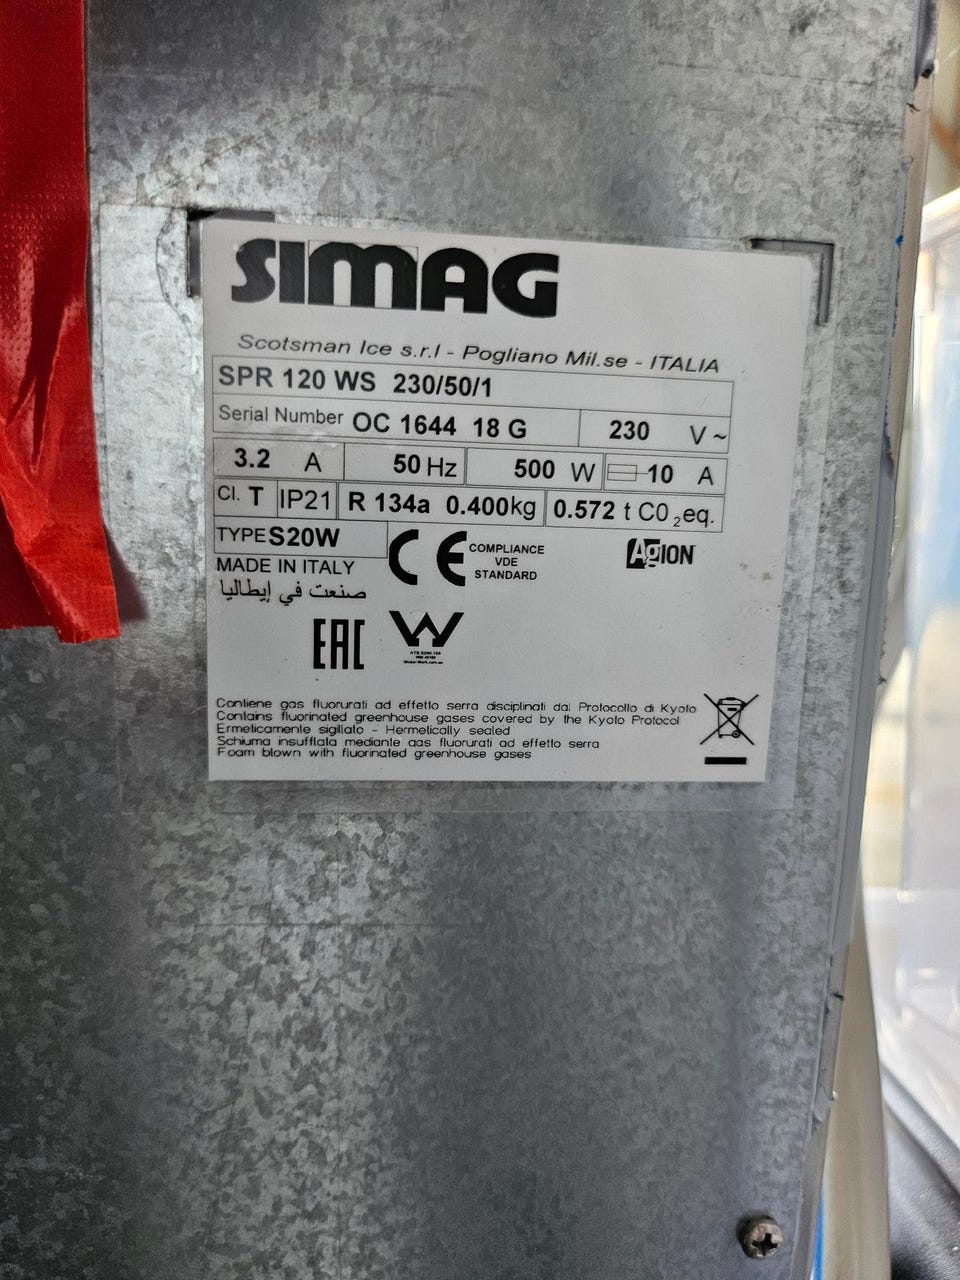 SIMAG
Scotsman Ice s.r.l - Pogliano Mil.se - ITALIA
SPR 120 WS 230/50/1
Serial Number OC 1644 18 G 230 V ~
3.2 A 50 Hz 500 W 10 A
Cl. T IP21 R 134a 0.400kg 0.572 t CO2eq.
TYPE S20W
CE COMPLIANCE
VDE
STANDARD
AgION
MADE IN ITALY
صنعت في إيطاليا
EAC
W
Contiene gas fluorurati ad effetto serra disciplinati dal Protocollo di Kyoto
Contains fluorinated greenhouse gases covered by the Kyoto Protocol
Ermeticamente sigillato - Hermetically sealed
Schiuma insufflata mediante gas fluorurati ad effetto serra
Foam blown with fluorinated greenhouse gases